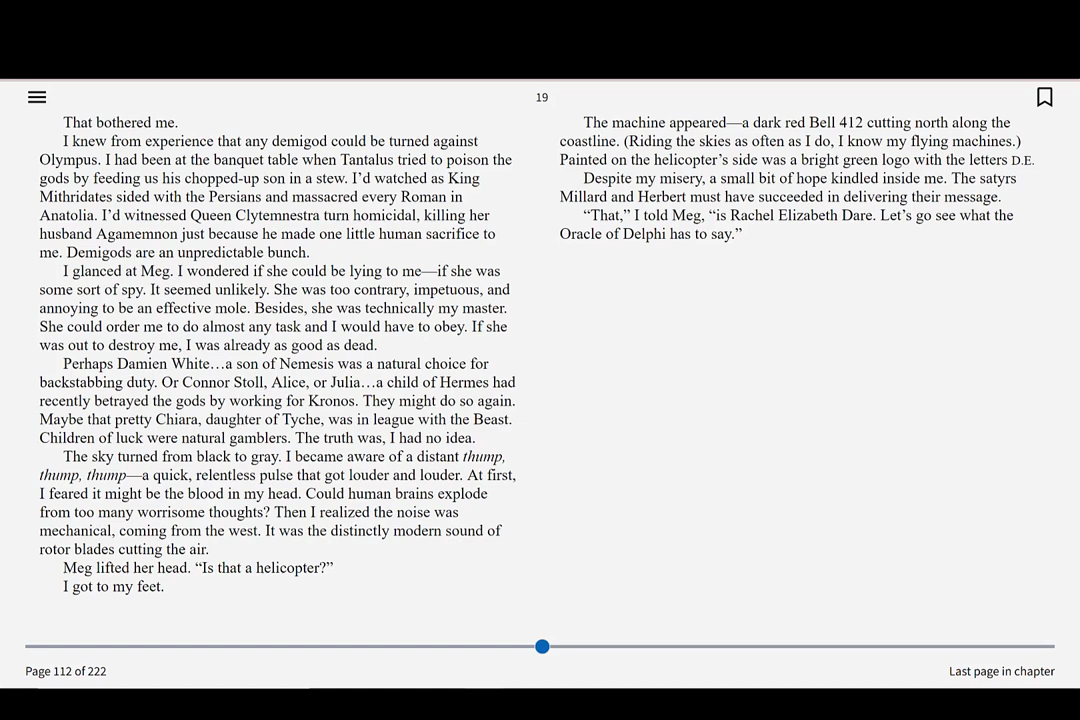 19
That bothered me.
I knew from experience that any demigod could be turned against
Olympus. I had been at the banquet table when Tantalus tried to poison the
gods by feeding us his chopped-up son in a stew. I’d watched as King
Mithridates sided with the Persians and massacred every Roman in
Anatolia. I’d witnessed Queen Clytemnestra turn homicidal, killing her
husband Agamemnon just because he made one little human sacrifice to
me. Demigods are an unpredictable bunch.
I glanced at Meg. I wondered if she could be lying to me—if she was
some sort of spy. It seemed unlikely. She was too contrary, impetuous, and
annoying to be an effective mole. Besides, she was technically my master.
She could order me to do almost any task and I would have to obey. If she
was out to destroy me, I was already as good as dead.
Perhaps Damien White…a son of Nemesis was a natural choice for
backstabbing duty. Or Connor Stoll, Alice, or Julia…a child of Hermes had
recently betrayed the gods by working for Kronos. They might do so again.
Maybe that pretty Chiara, daughter of Tyche, was in league with the Beast.
Children of luck were natural gamblers. The truth was, I had no idea.
The sky turned from black to gray. I became aware of a distant thump,
thump, thump—a quick, relentless pulse that got louder and louder. At first,
I feared it might be the blood in my head. Could human brains explode
from too many worrisome thoughts? Then I realized the noise was
mechanical, coming from the west. It was the distinctly modern sound of
rotor blades cutting the air.
Meg lifted her head. “Is that a helicopter?”
I got to my feet.
The machine appeared—a dark red Bell 412 cutting north along the
coastline. (Riding the skies as often as I do, I know my flying machines.)
Painted on the helicopter’s side was a bright green logo with the letters D.E.
Despite my misery, a small bit of hope kindled inside me. The satyrs
Millard and Herbert must have succeeded in delivering their message.
“That,” I told Meg, “is Rachel Elizabeth Dare. Let’s go see what the
Oracle of Delphi has to say.”
Page 112 of 222
Last page in chapter